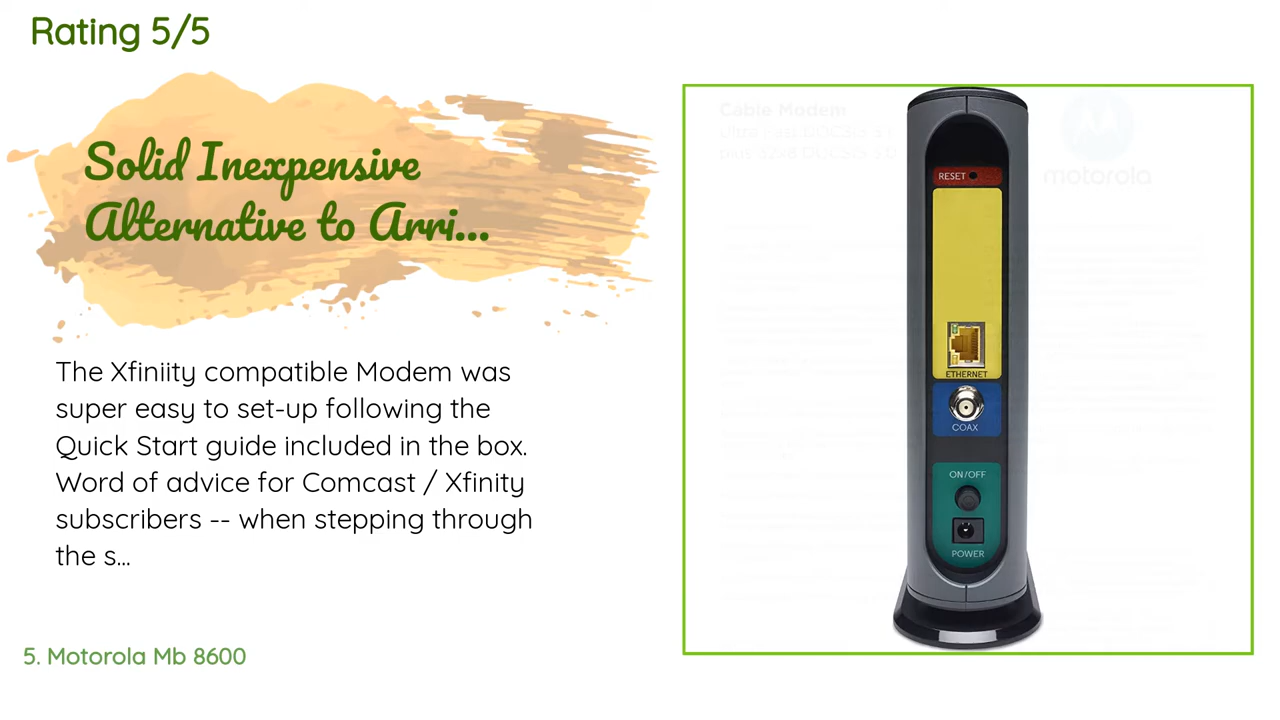 Rating 5/5
Solid Inexpensive
Alternative to Arri...
The Xfiniity compatible Modem was
super easy to set-up following the
Quick Start guide included in the box.
Word of advice for Comcast / Xfinity
subscribers -- when stepping through
the s...
5. Motorola Mb 8600
Cable Modem
motorola
RESET
ETHERNET
COAX
ON/OFF
POWER